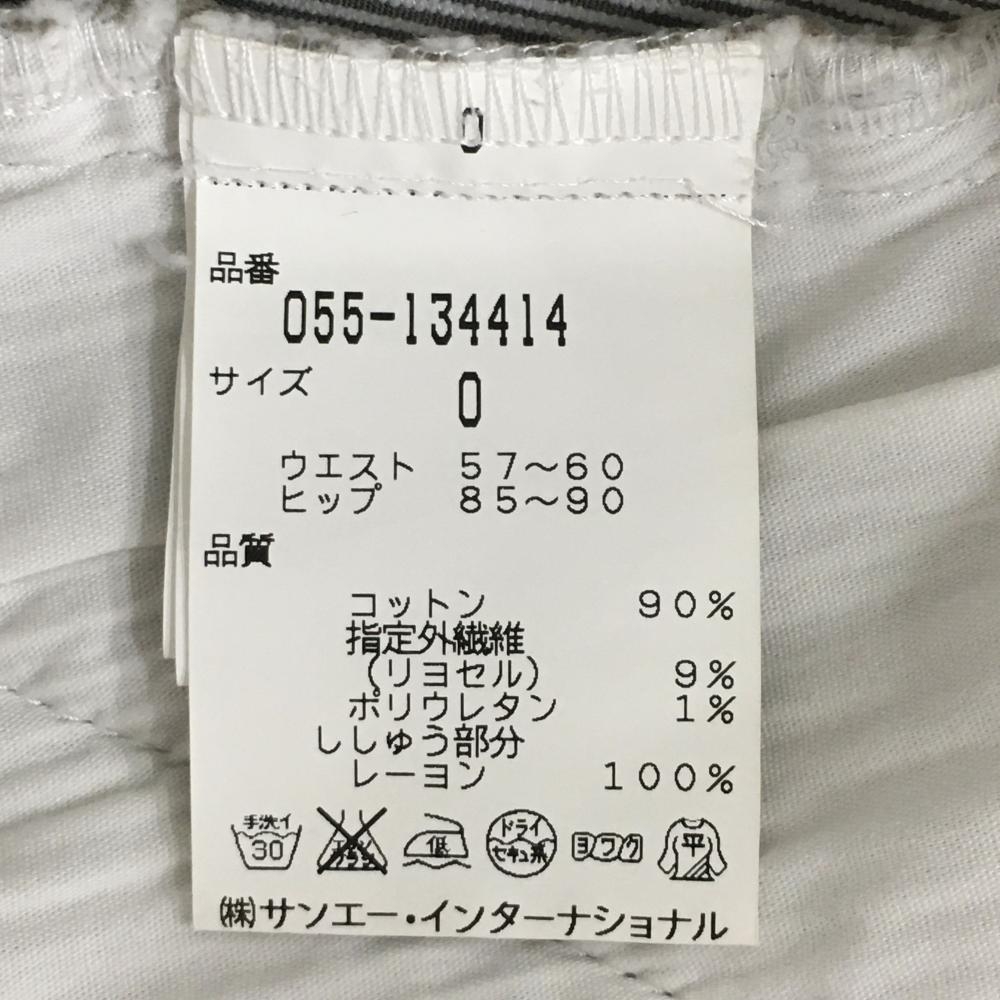 0
品番
055-134414
サイズ
0
ウエスト 57〜60
ヒップ 85〜90
品質
コットン 90%
指定外繊維
(リヨセル) 9%
ポリウレタン 1%
ししゅう部分
レーヨン 100%
手洗イ 30 低 ドライ セキュ系 ヨワク 平
(株)サンエー・インターナショナル